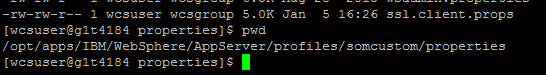 -rw-rw-r-- 1 wcsuser wcsgroup 5.0K Jan  5 16:26 ssl.client.props
[wcsuser@g1t4184 properties]$ pwd
/opt/apps/IBM/WebSphere/AppServer/profiles/somcustom/properties
[wcsuser@g1t4184 properties]$